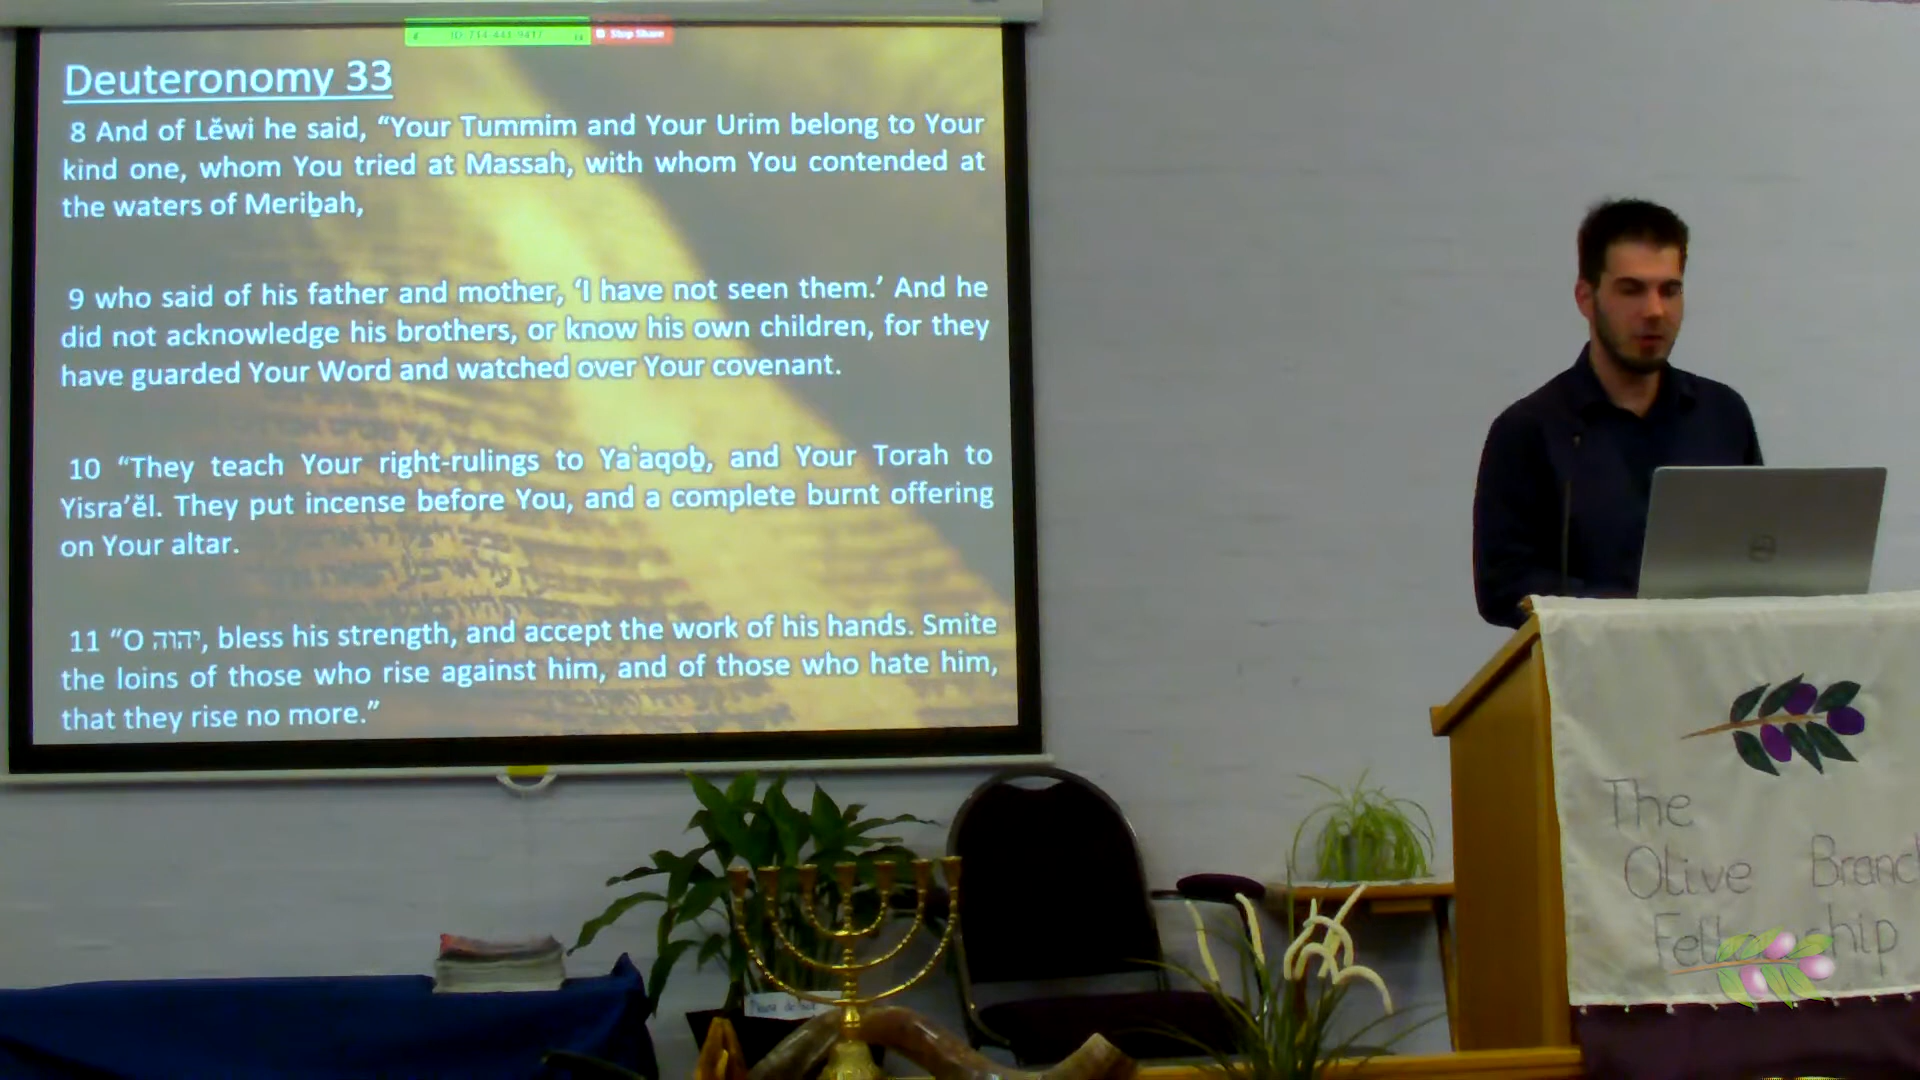 Stop Share
Deuteronomy 33
8 And of Lĕwi he said, “Your Tummim and Your Urim belong to Your
kind one, whom You tried at Massah, with whom You contended at
the waters of Meriḇah,
9 who said of his father and mother, ‘I have not seen them.’ And he
did not acknowledge his brothers, or know his own children, for they
have guarded Your Word and watched over Your covenant.
10 “They teach Your right-rulings to Ya‛aqoḇ, and Your Torah to
Yisra’ĕl. They put incense before You, and a complete burnt offering
on Your altar.
11 “O יהוה, bless his strength, and accept the work of his hands. Smite
the loins of those who rise against him, and of those who hate him,
that they rise no more.”
The
Olive Branch
Fellowship